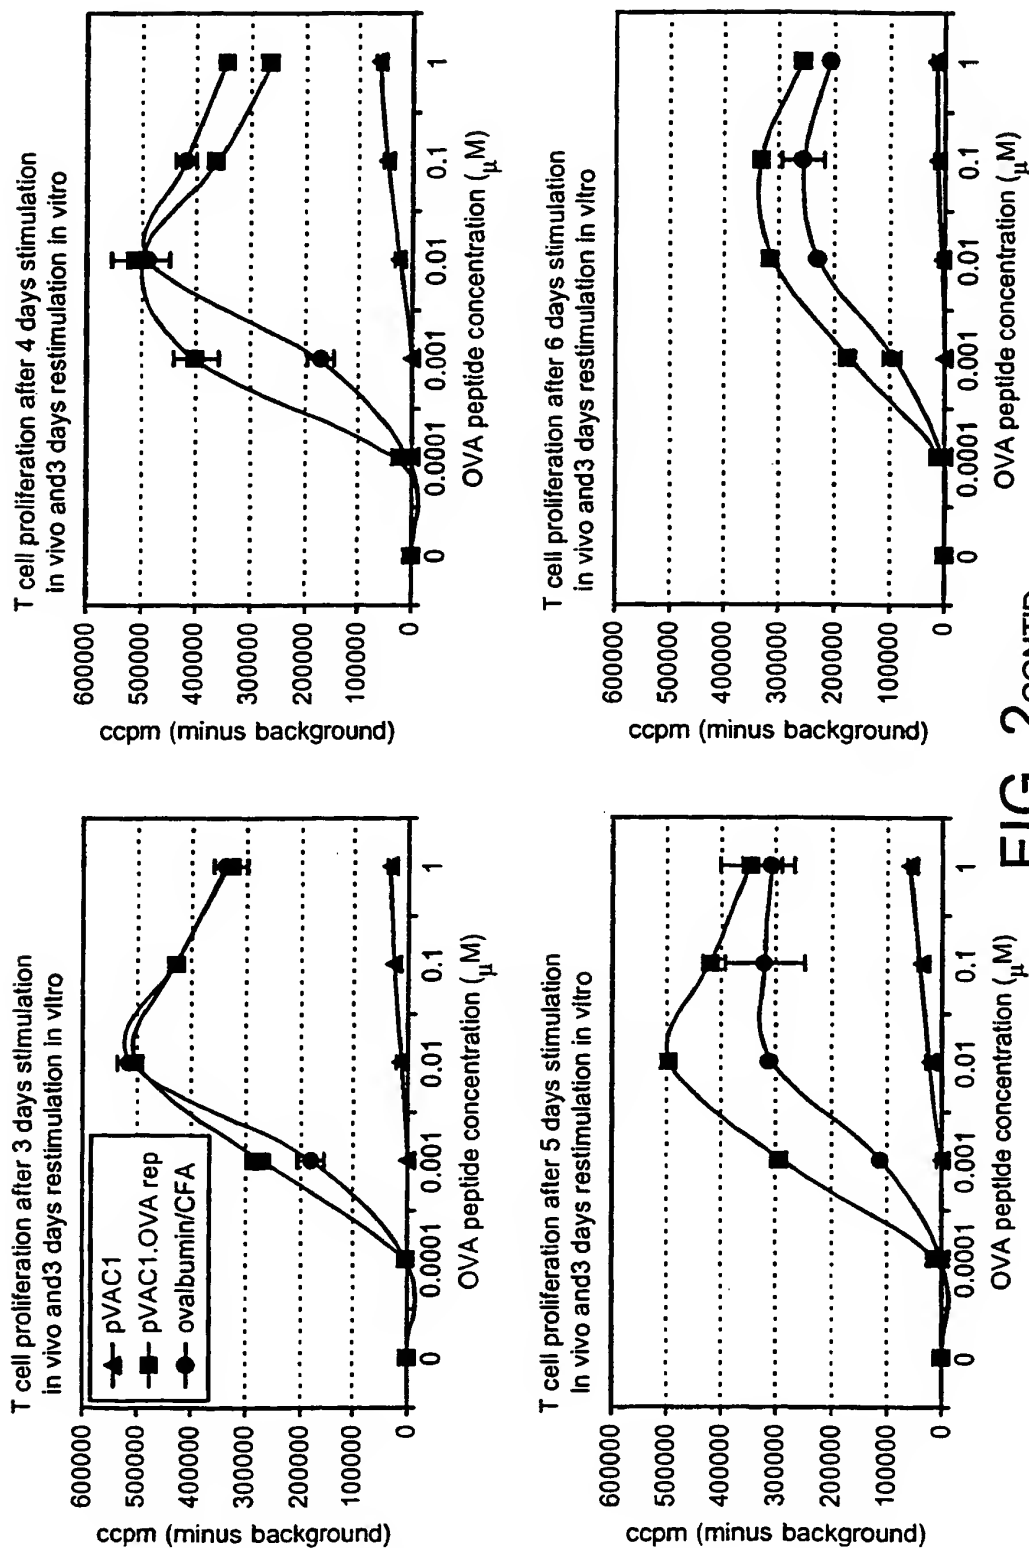 T cell proliferation after 3 days stimulation
in vivo and3 days restimulation in vitro
600000
500000
400000
300000
200000
100000
0
ccpm (minus background)
pVAC1
pVAC1.OVA rep
ovalbumin/CFA
0 0.0001 0.001 0.01 0.1 1
OVA peptide concentration (μM)
T cell proliferation after 4 days stimulation
in vivo and3 days restimulation in vitro
600000
500000
400000
300000
200000
100000
0
ccpm (minus background)
0 0.0001 0.001 0.01 0.1 1
OVA peptide concentration (μM)
T cell proliferation after 5 days stimulation
In vivo and3 days restimulation in vitro
600000
500000
400000
300000
200000
100000
0
ccpm (minus background)
0 0.0001 0.001 0.01 0.1 1
OVA peptide concentration (μM)
T cell proliferation after 6 days stimulation
in vivo and3 days restimulation in vitro
600000
500000
400000
300000
200000
100000
0
ccpm (minus background)
0 0.0001 0.001 0.01 0.1 1
OVA peptide concentration (μM)
FIG. 2 CONT'D